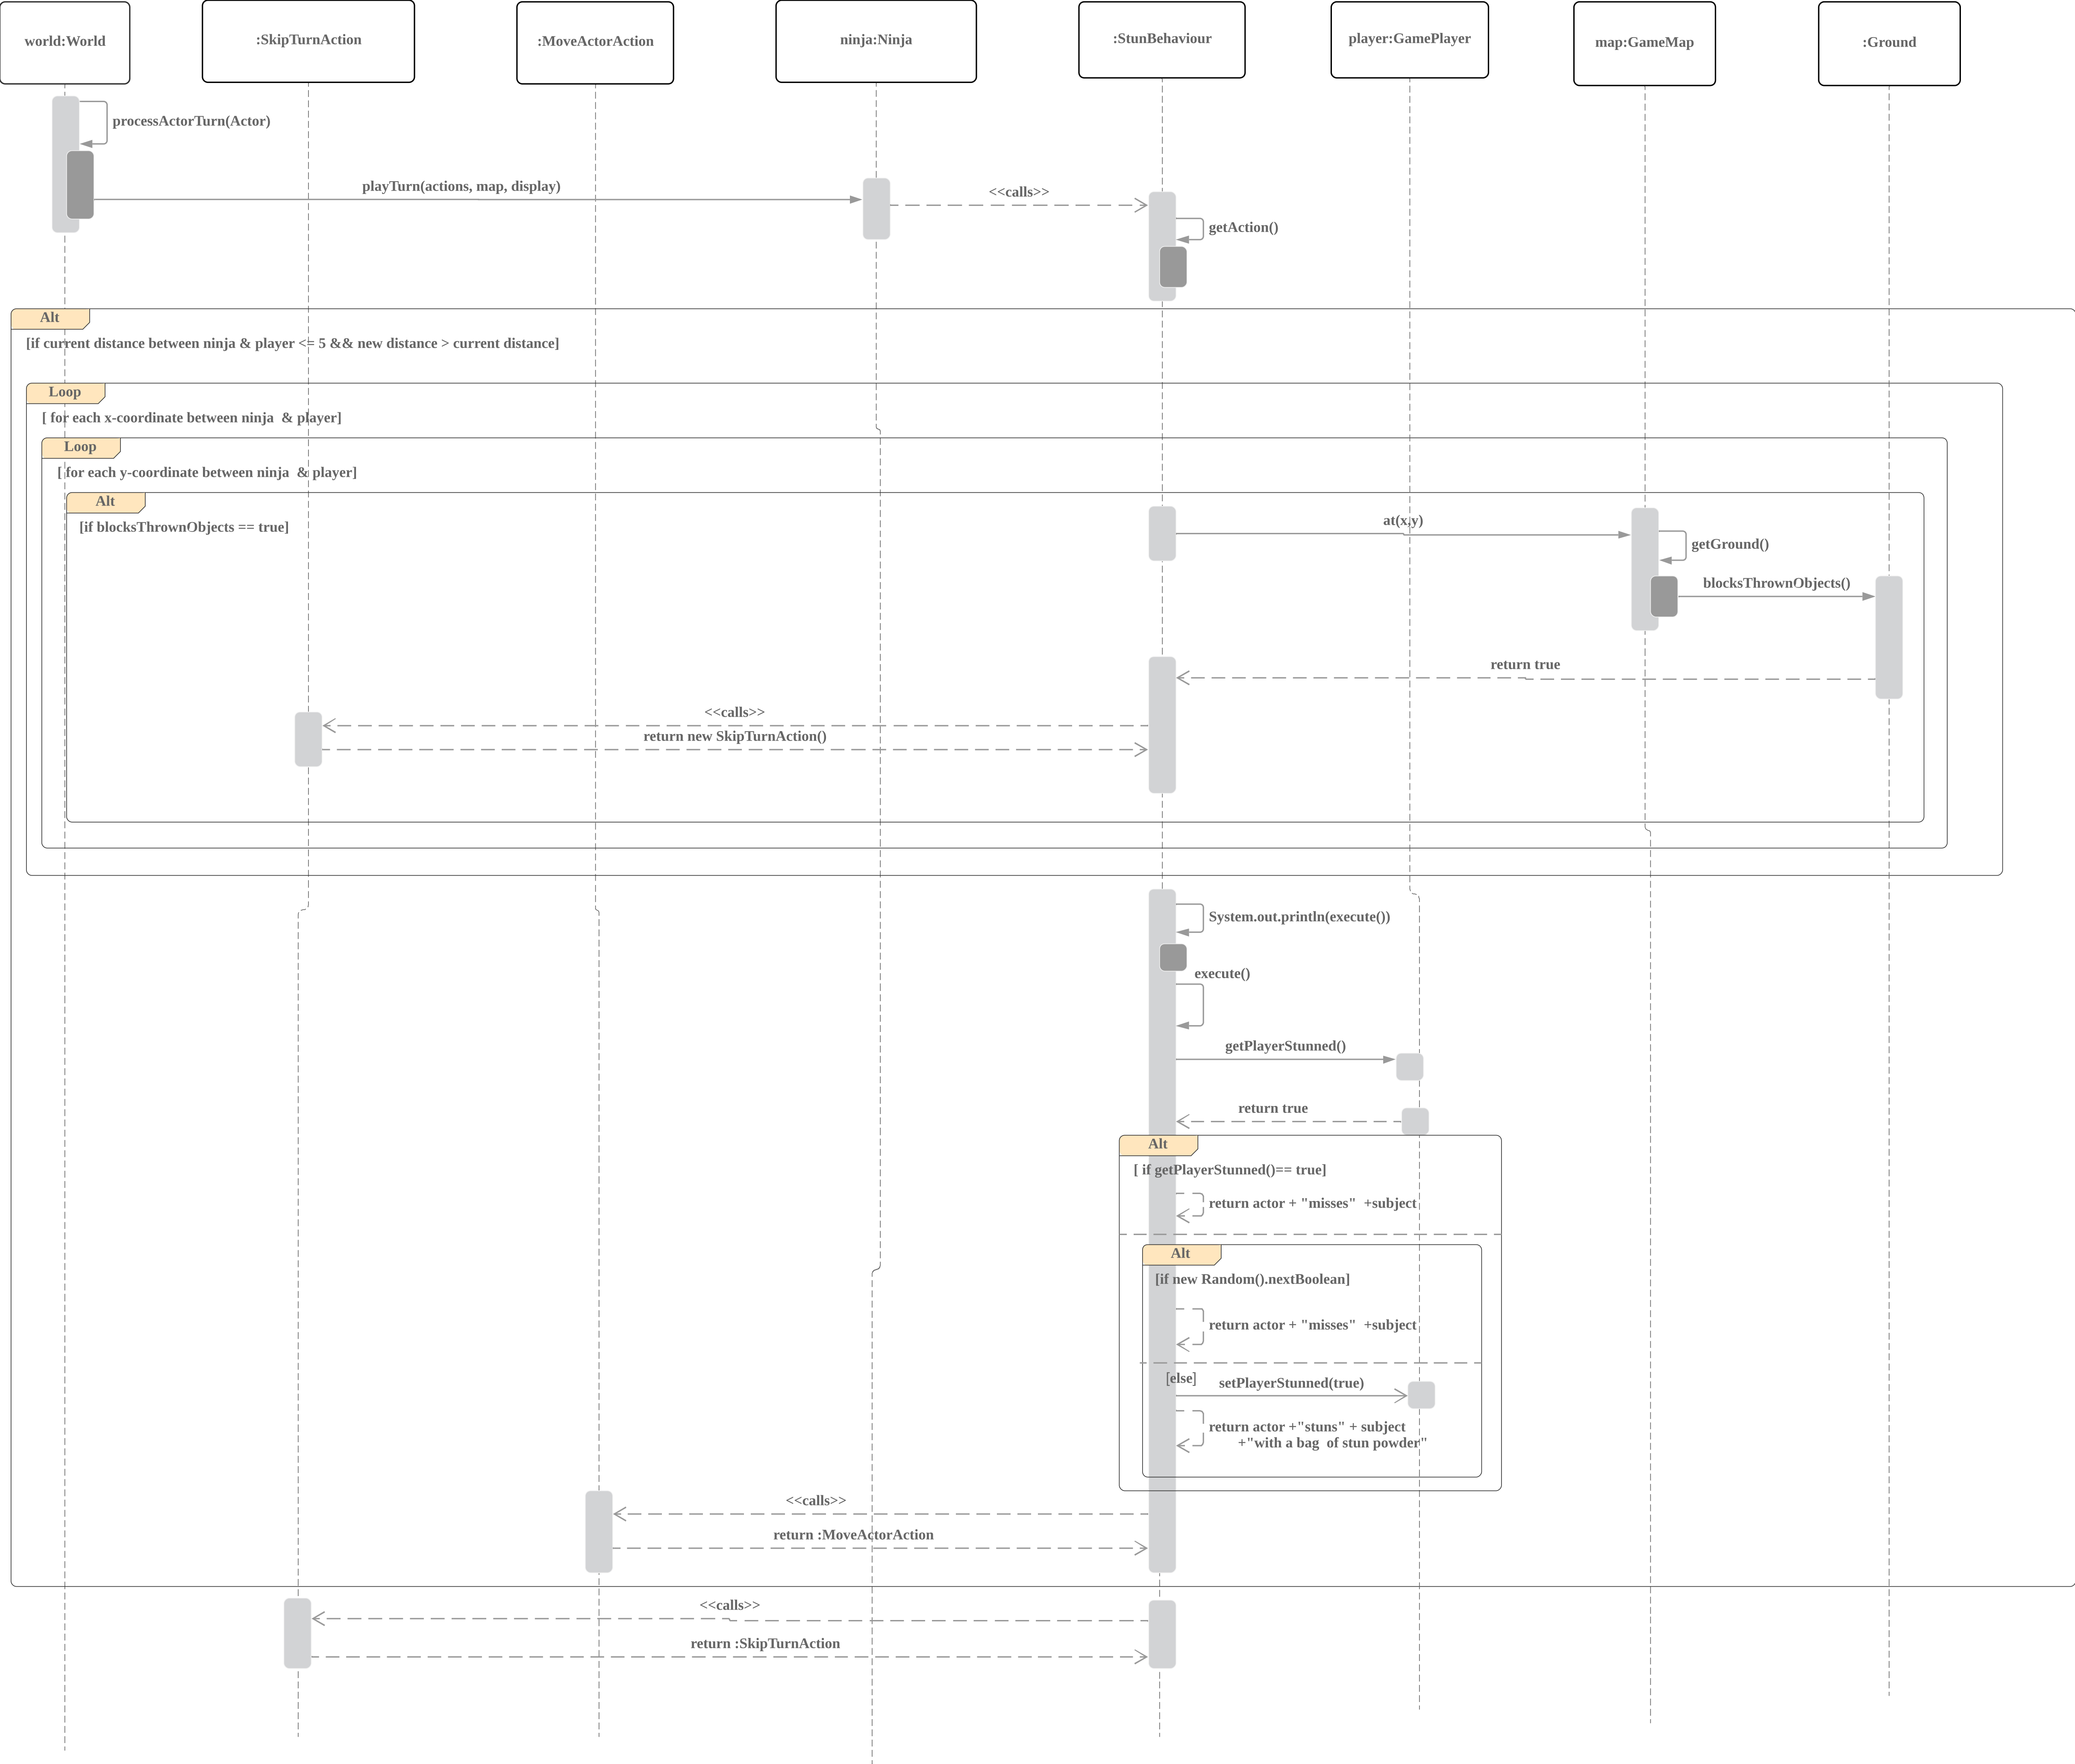 world:World
:SkipTurnAction
:MoveActorAction
ninja:Ninja
:StunBehaviour
player:GamePlayer
map:GameMap
:Ground
processActorTurn(Actor)
playTurn(actions, map, display)
<<calls>>
getAction()
Alt
[if current distance between ninja & player <= 5 && new distance > current distance]
Loop
[ for each x-coordinate between ninja  & player]
Loop
[ for each y-coordinate between ninja  & player]
Alt
[if blocksThrownObjects == true]
at(x,y)
getGround()
blocksThrownObjects()
return true
<<calls>>
return new SkipTurnAction()
System.out.println(execute())
execute()
getPlayerStunned()
return true
Alt
[ if getPlayerStunned()== true]
return actor + "misses"  +subject
Alt
[if new Random().nextBoolean]
return actor + "misses"  +subject
[else]
setPlayerStunned(true)
return actor +"stuns" + subject
+"with a bag  of stun powder"
<<calls>>
return :MoveActorAction
<<calls>>
return :SkipTurnAction